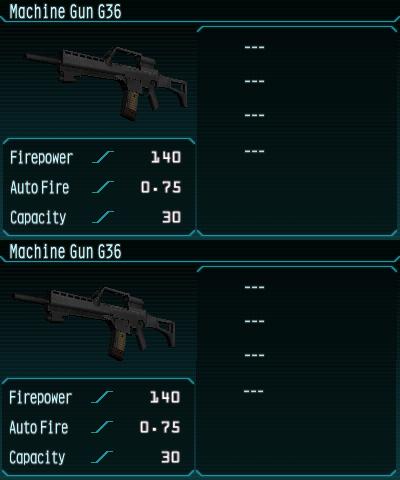 Machine Gun G36
---
---
---
---
Firepower 140
Auto Fire 0.75
Capacity 30
Machine Gun G36
---
---
---
---
Firepower 140
Auto Fire 0.75
Capacity 30